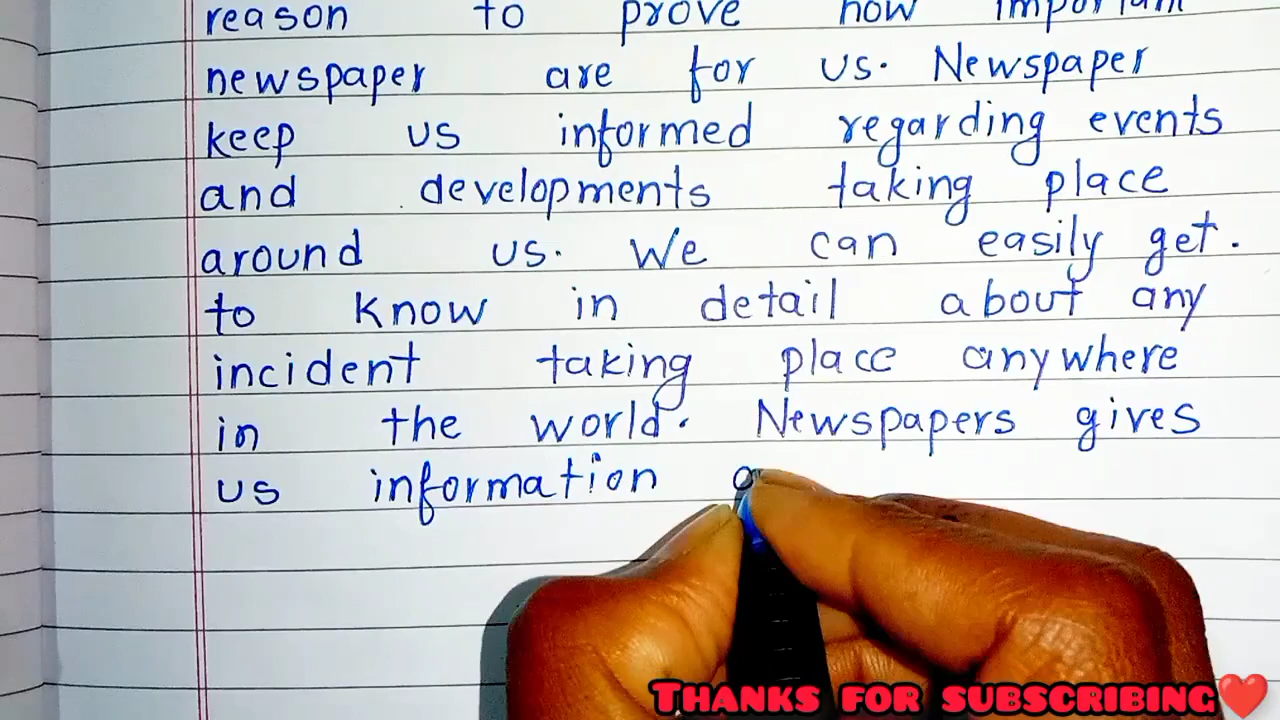 reason to prove how important
newspaper are for us. Newspaper
keep us informed regarding events
and developments taking place
around us. We can easily get.
to know in detail about any
incident taking place anywhere
in the world. Newspapers gives
us information
THANKS FOR SUBSCRIBING